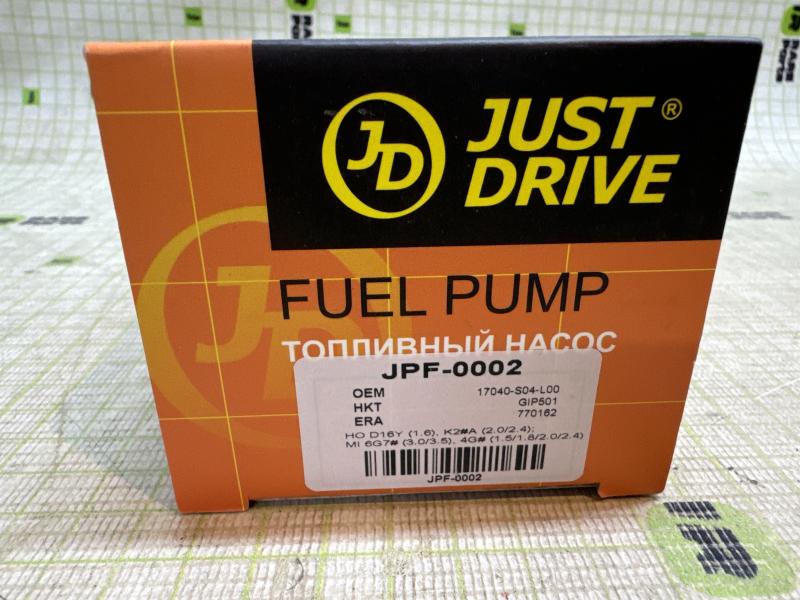 JD
JUST®
DRIVE
JD
FUEL PUMP
ТОПЛИВНЫЙ НАСОС
JPF-0002
OEM 17040-S04-L00
HKT GIP501
ERA 770162
HO D16Y (1.6), K2#A (2.0/2.4);
MI 6G7# (3.0/3.5), 4G# (1.5/1.8/2.0/2.4)
JPF-0002